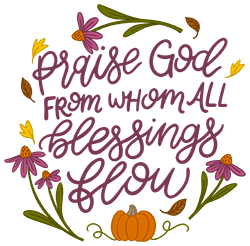 praise God
FROM WHOM ALL
blessings
flow